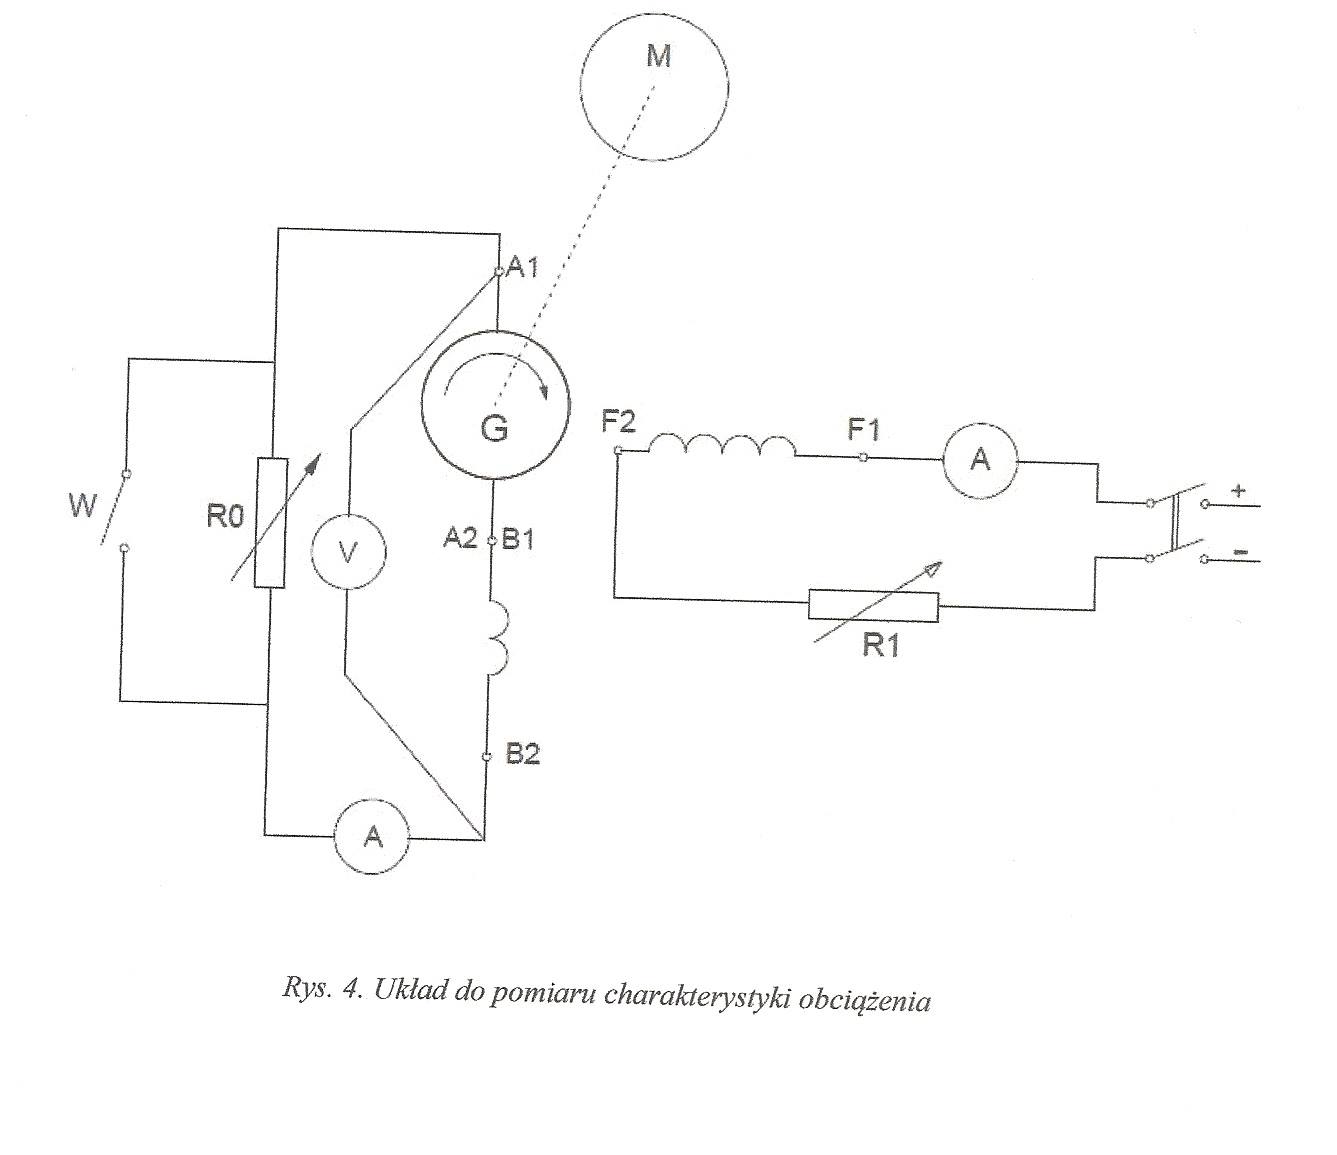 M
A1
G
F2
F1
A
+
-
W
R0
V
A2 B1
R1
B2
A
Rys. 4. Układ do pomiaru charakterystyki obciążenia